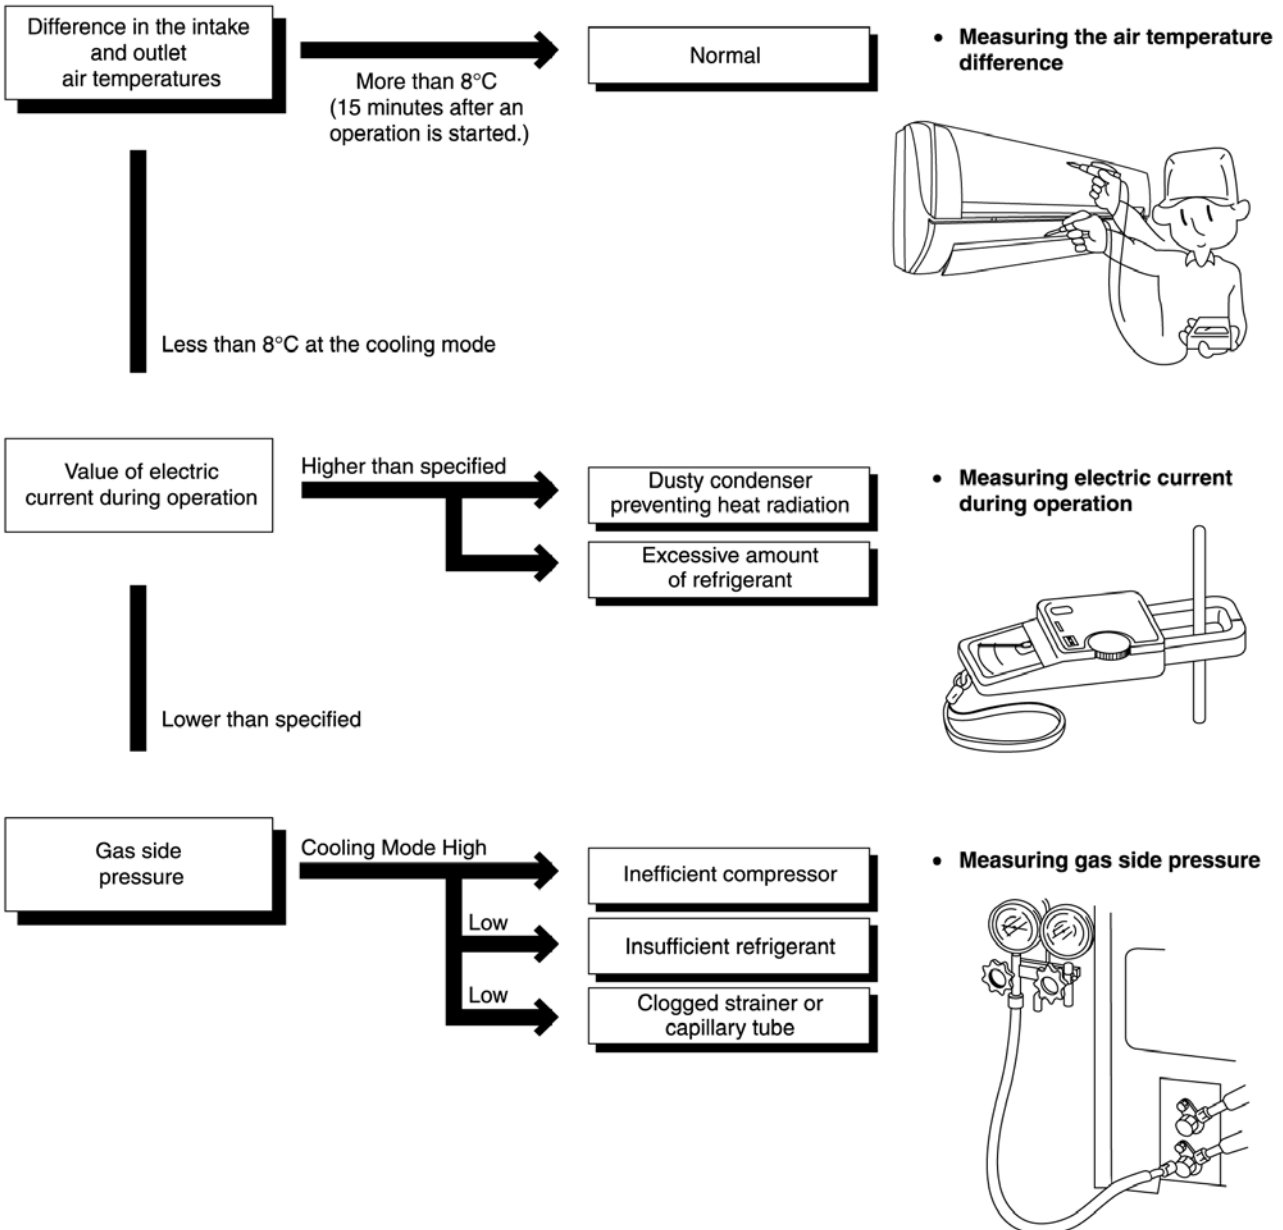 Difference in the intake
and outlet
air temperatures
More than 8°C
(15 minutes after an
operation is started.)
Normal
• Measuring the air temperature
difference
Less than 8°C at the cooling mode
Value of electric
current during operation
Higher than specified
Dusty condenser
preventing heat radiation
Excessive amount
of refrigerant
• Measuring electric current
during operation
Lower than specified
Gas side
pressure
Cooling Mode High
Inefficient compressor
Low
Insufficient refrigerant
Low
Clogged strainer or
capillary tube
• Measuring gas side pressure